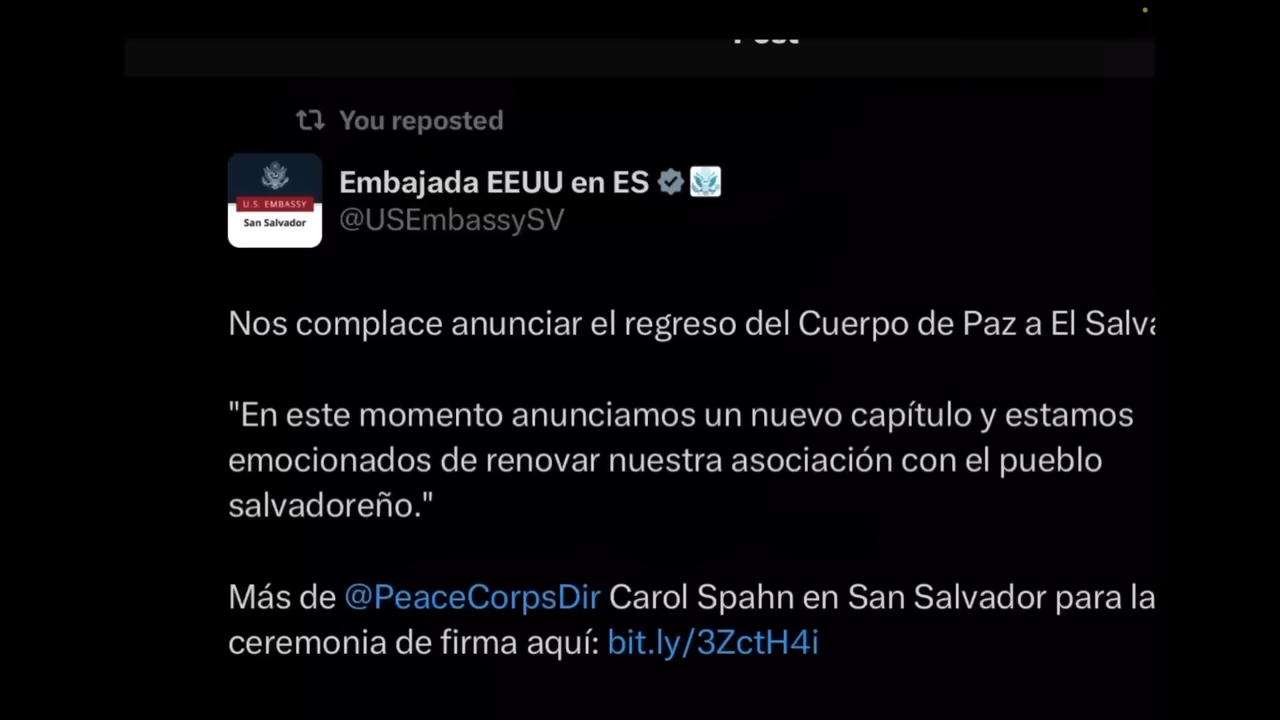 Post
You reposted
Embajada EEUU en ES
@USEmbassySV
U.S. EMBASSY
San Salvador
Nos complace anunciar el regreso del Cuerpo de Paz a El
"En este momento anunciamos un nuevo capítulo y estamos
emocionados de renovar nuestra asociación con el pueblo
salvadoreño."
Más de @PeaceCorpsDir Carol Spahn en San Salvador para la
ceremonia de firma aquí: bit.ly/3ZctH4i